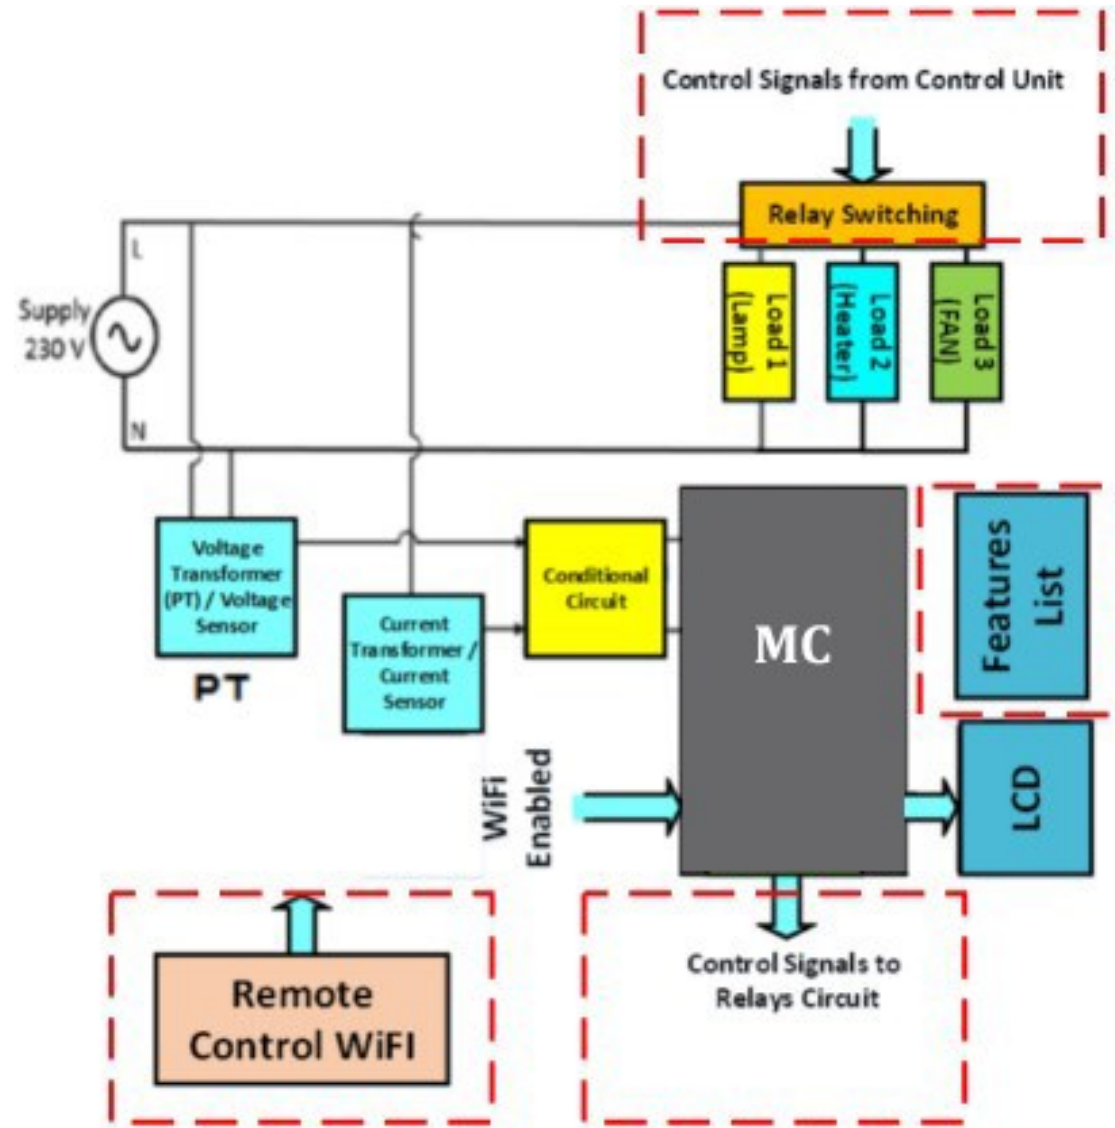 Control Signals from Control Unit
Relay Switching
L
Supply
230 V
N
Load 1
(Lamp)
Load 2
(Heater)
Load 3
(FAN)
Voltage
Transformer
(PT) / Voltage
Sensor
PT
Current
Transformer /
Current
Sensor
Conditional
Circuit
MC
Features
List
LCD
WiFi
Enabled
Remote
Control WiFI
Control Signals to
Relays Circuit